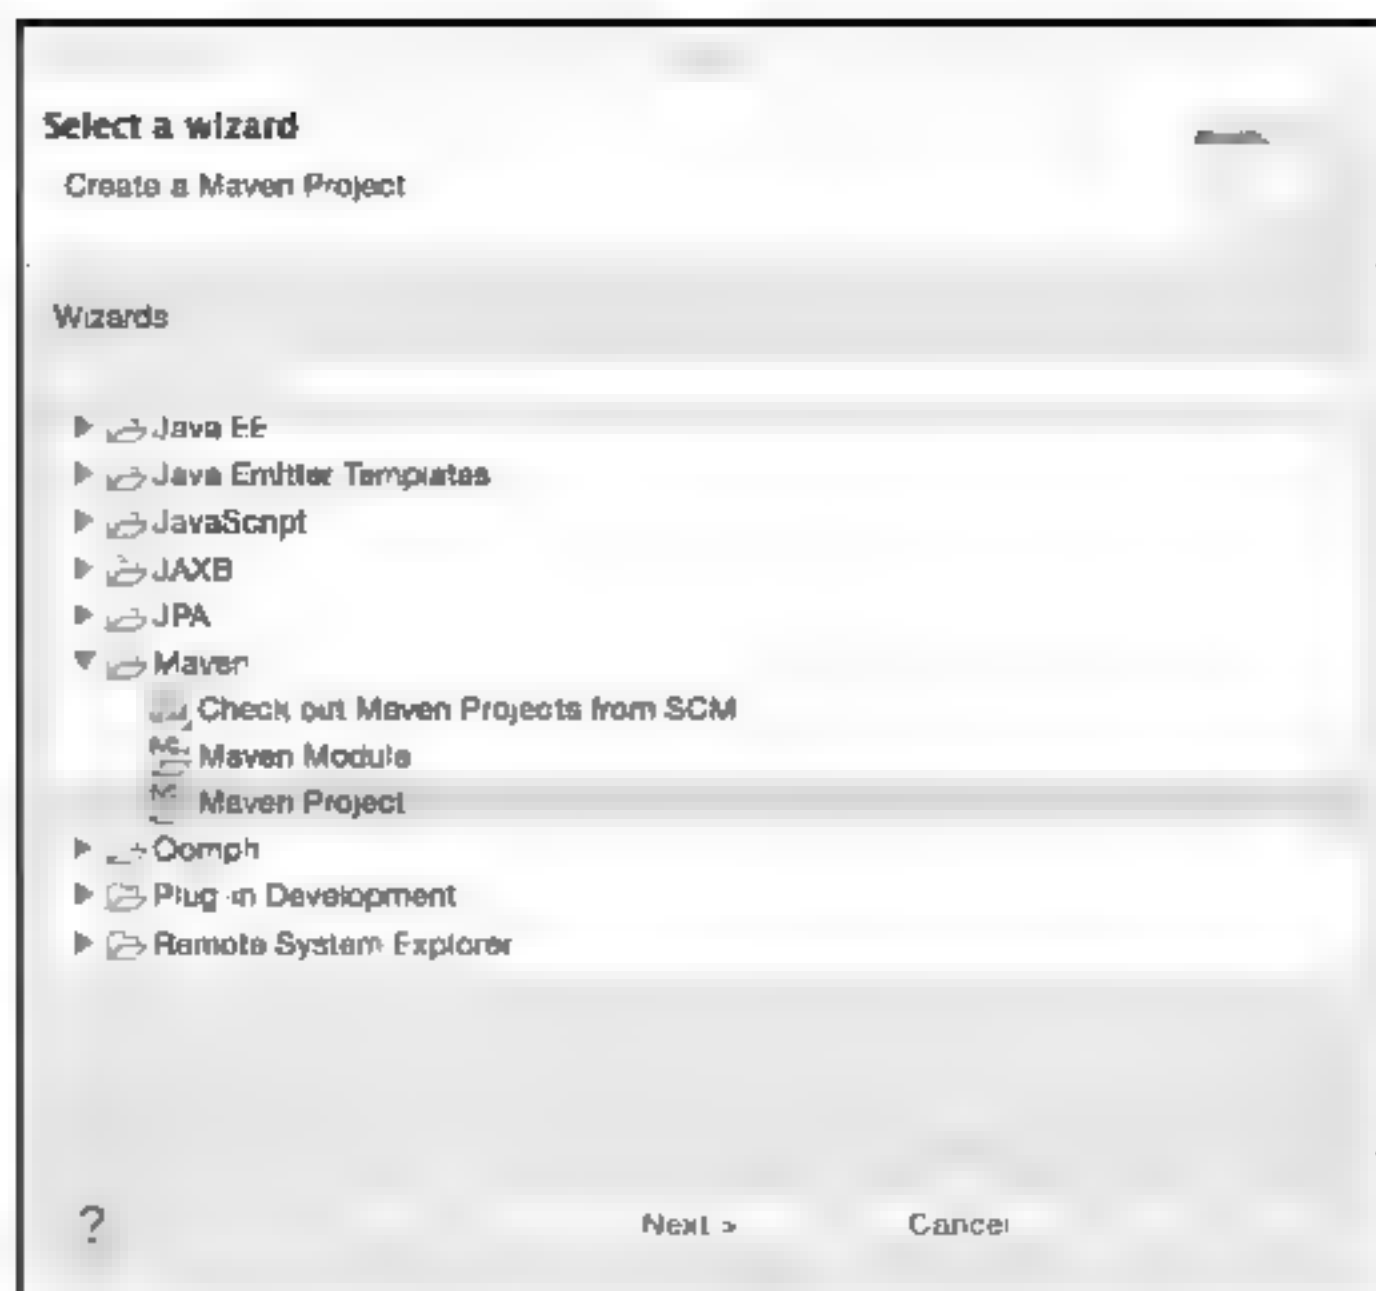 Select a wizard
Create a Maven Project
Wizards
Java EE
Java Emitter Templates
JavaScript
JAXB
JPA
Maven
Check out Maven Projects from SCM
Maven Module
Maven Project
Oomph
Plug-in Development
Remote System Explorer
? Next > Cancel